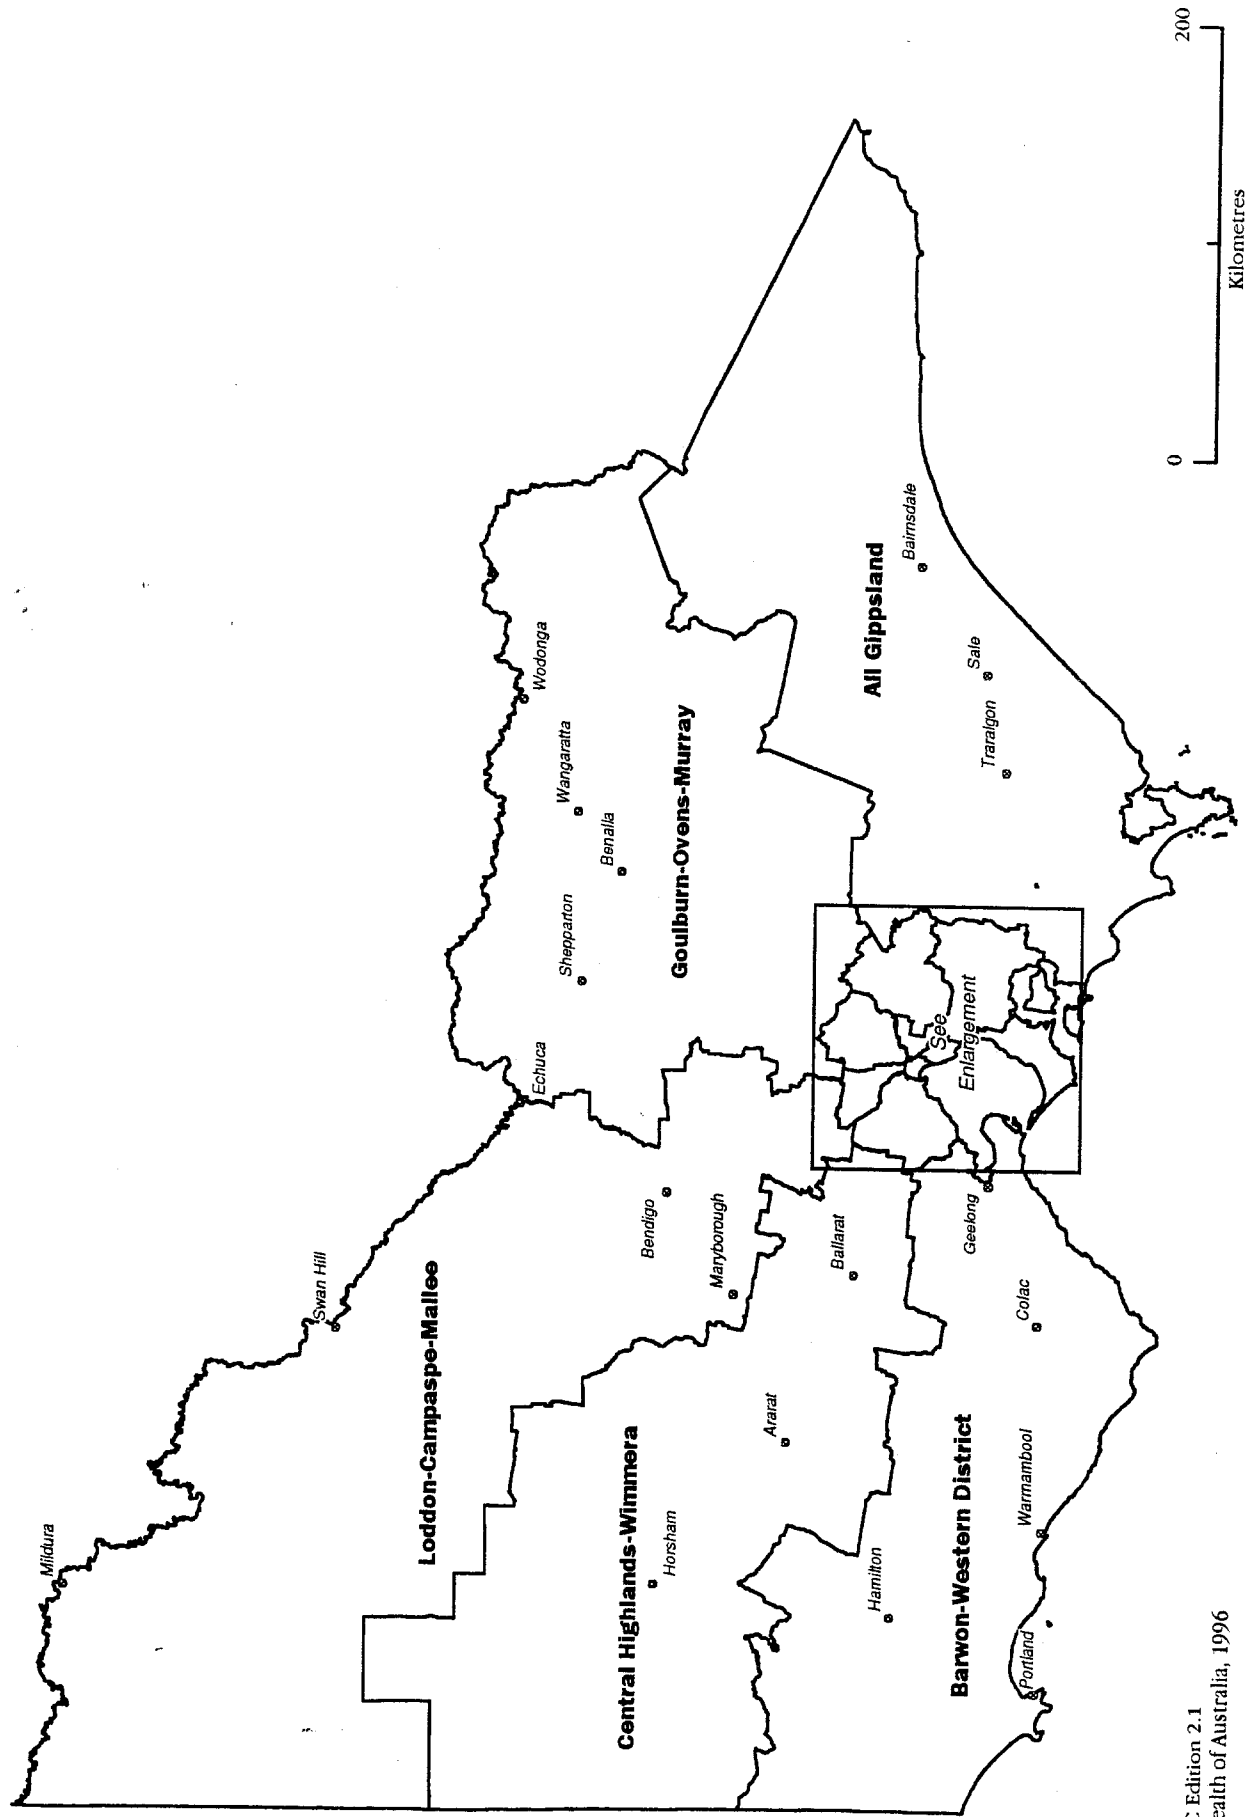 Mildura
Swan Hill
Loddon-Campaspe-Mallee
Echuca
Wodonga
Shepparton
Wangaratta
Benalla
Goulburn-Ovens-Murray
Bendigo
Maryborough
Central Highlands-Wimmera
Horsham
Ararat
Ballarat
All Gippsland
Bairnsdale
Sale
Traralgon
See
Enlargement
Geelong
Colac
Hamilton
Barwon-Western District
Warrnambool
Portland
0
200
Kilometres
C Edition 2.1
ealth of Australia, 1996